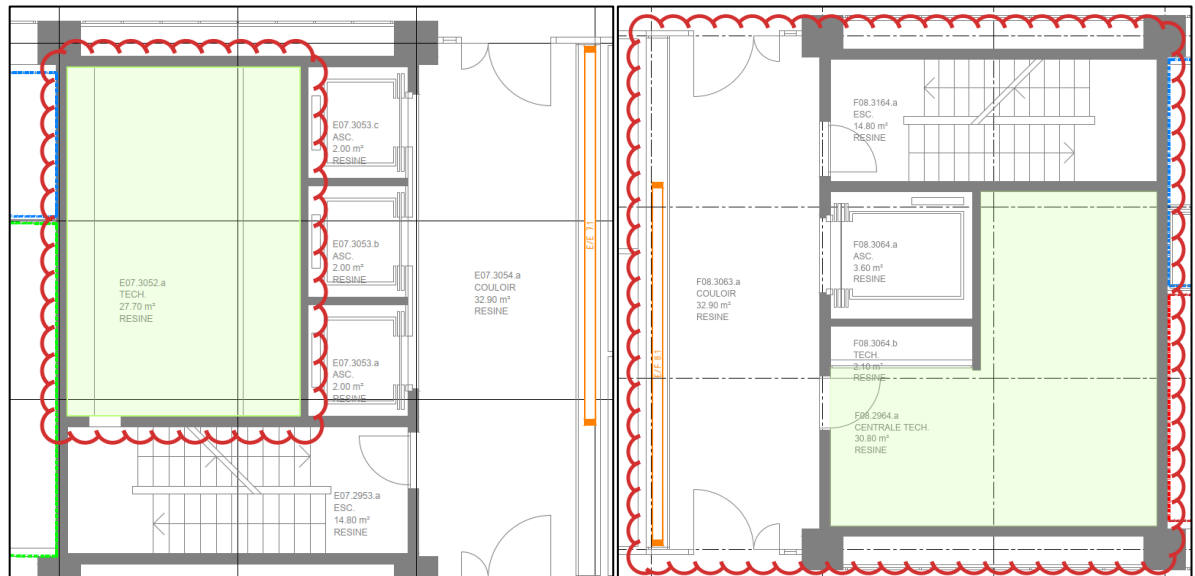 E07.3053.c
ASC.
2.00 m²
RESINE
E07.3053.b
ASC.
2.00 m²
RESINE
E07.3052.a
TECH.
27.70 m²
RESINE
E07.3054.a
COULOIR
32.90 m²
RESINE
E/E 7.1
E07.3053.a
ASC.
2.00 m²
RESINE
E07.2953.a
ESC.
14.80 m²
RESINE
F08.3164.a
ESC.
14.80 m²
RESINE
F08.3064.a
ASC.
3.60 m²
RESINE
F08.3063.a
COULOIR
32.90 m²
RESINE
E/F 8.1
F08.3064.b
TECH.
2.10 m²
RESINE
F08.2964.a
CENTRALE TECH.
30.80 m²
RESINE